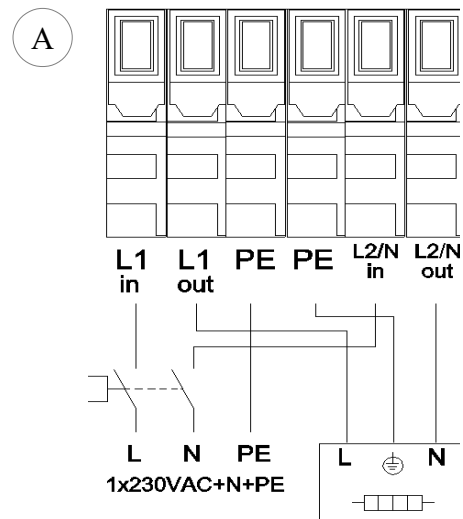 A
L1 in L1 out PE PE L2/N in L2/N out
L N PE
1x230VAC+N+PE
L N